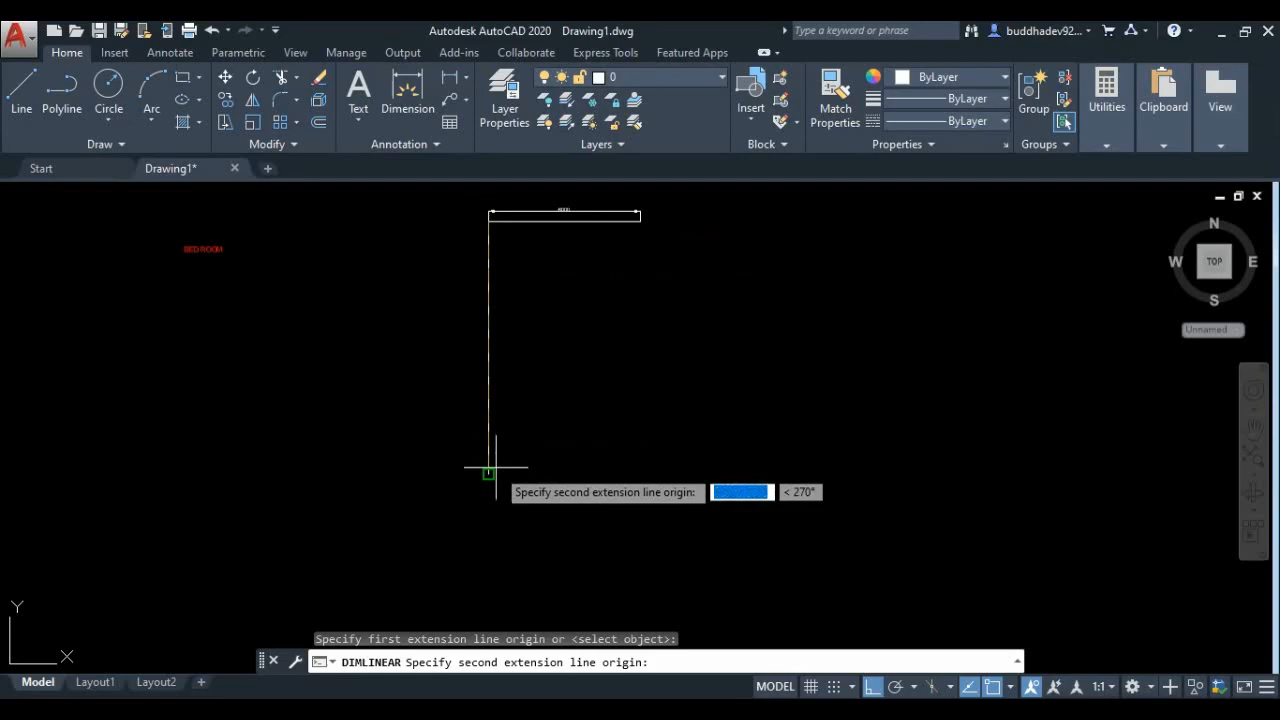 Autodesk AutoCAD 2020 Drawing1.dwg
Type a keyword or phrase
buddhadev92...
Home Insert Annotate Parametric View Manage Output Add-ins Collaborate Express Tools Featured Apps
Line Polyline Circle Arc
Text Dimension
Layer Properties
0
Insert
Match Properties
ByLayer
ByLayer
ByLayer
Group
Utilities Clipboard View
Draw Modify Annotation Layers Block Properties Groups
Start Drawing1*
BEDROOM
N
W TOP E
S
Unnamed
Specify second extension line origin: < 270°
Y
X
Specify first extension line origin or <select object>:
DIMLINEAR Specify second extension line origin:
Model Layout1 Layout2
MODEL 1:1